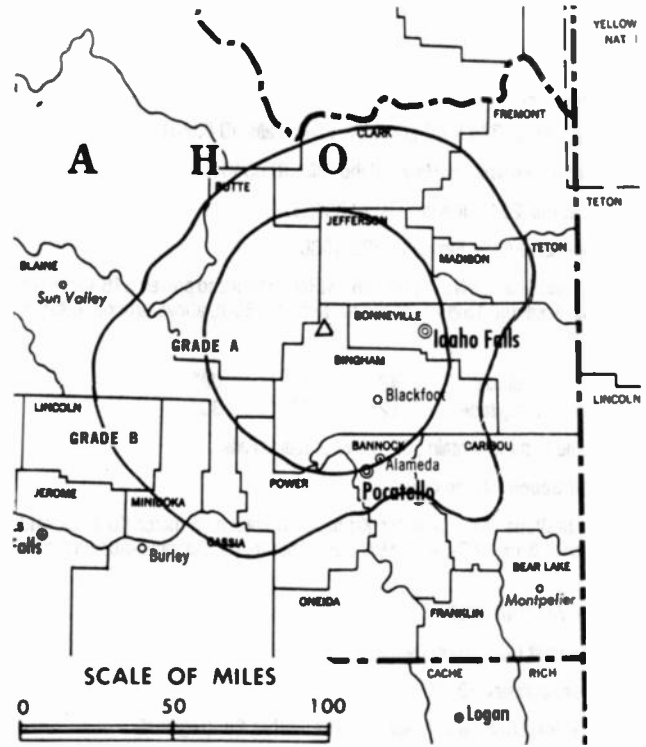 YELLOW
NAT
FREMONT
CLARK
A H O
BUTTE
TETON
JEFFERSON
TETON
MADISON
BLAINE
Sun Valley
BONNEVILLE
Idaho Falls
GRADE A
BINGHAM
Blackfoot
LINCOLN
LINCOLN
GRADE B
BANNOCK
CARIBOU
Alameda
POWER
Pocatello
JEROME
MINIDOKA
Falls
Burley
CASSIA
BEAR LAKE
Montpelier
ONEIDA
FRANKLIN
SCALE OF MILES
CACHE
RICH
0 50 100
Logan